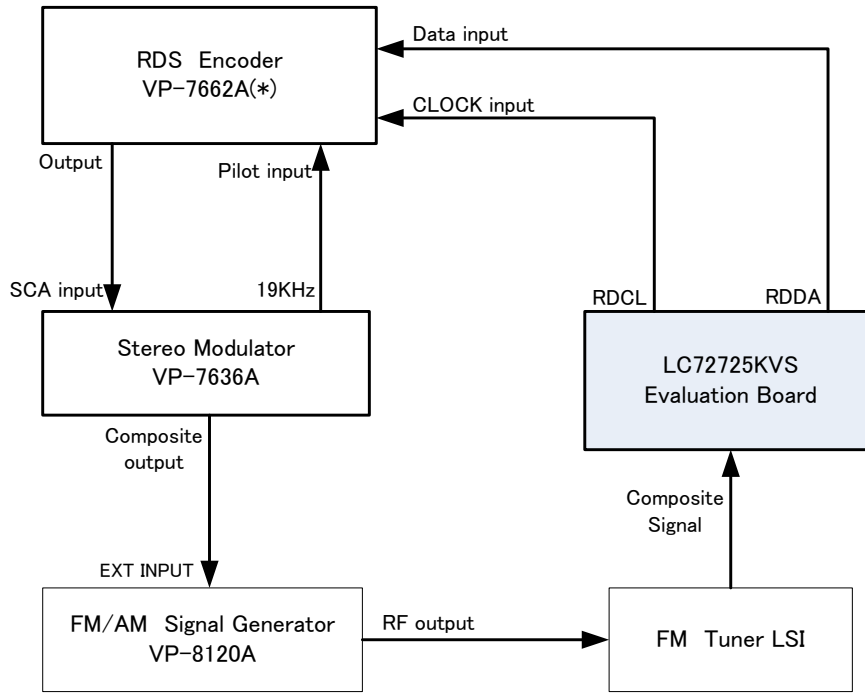 RDS Encoder
VP-7662A(*)
Data input
CLOCK input
Output
Pilot input
SCA input
19KHz
RDCL
RDDA
Stereo Modulator
VP-7636A
LC72725KVS
Evaluation Board
Composite
output
Composite
Signal
EXT INPUT
FM/AM Signal Generator
VP-8120A
RF output
FM Tuner LSI